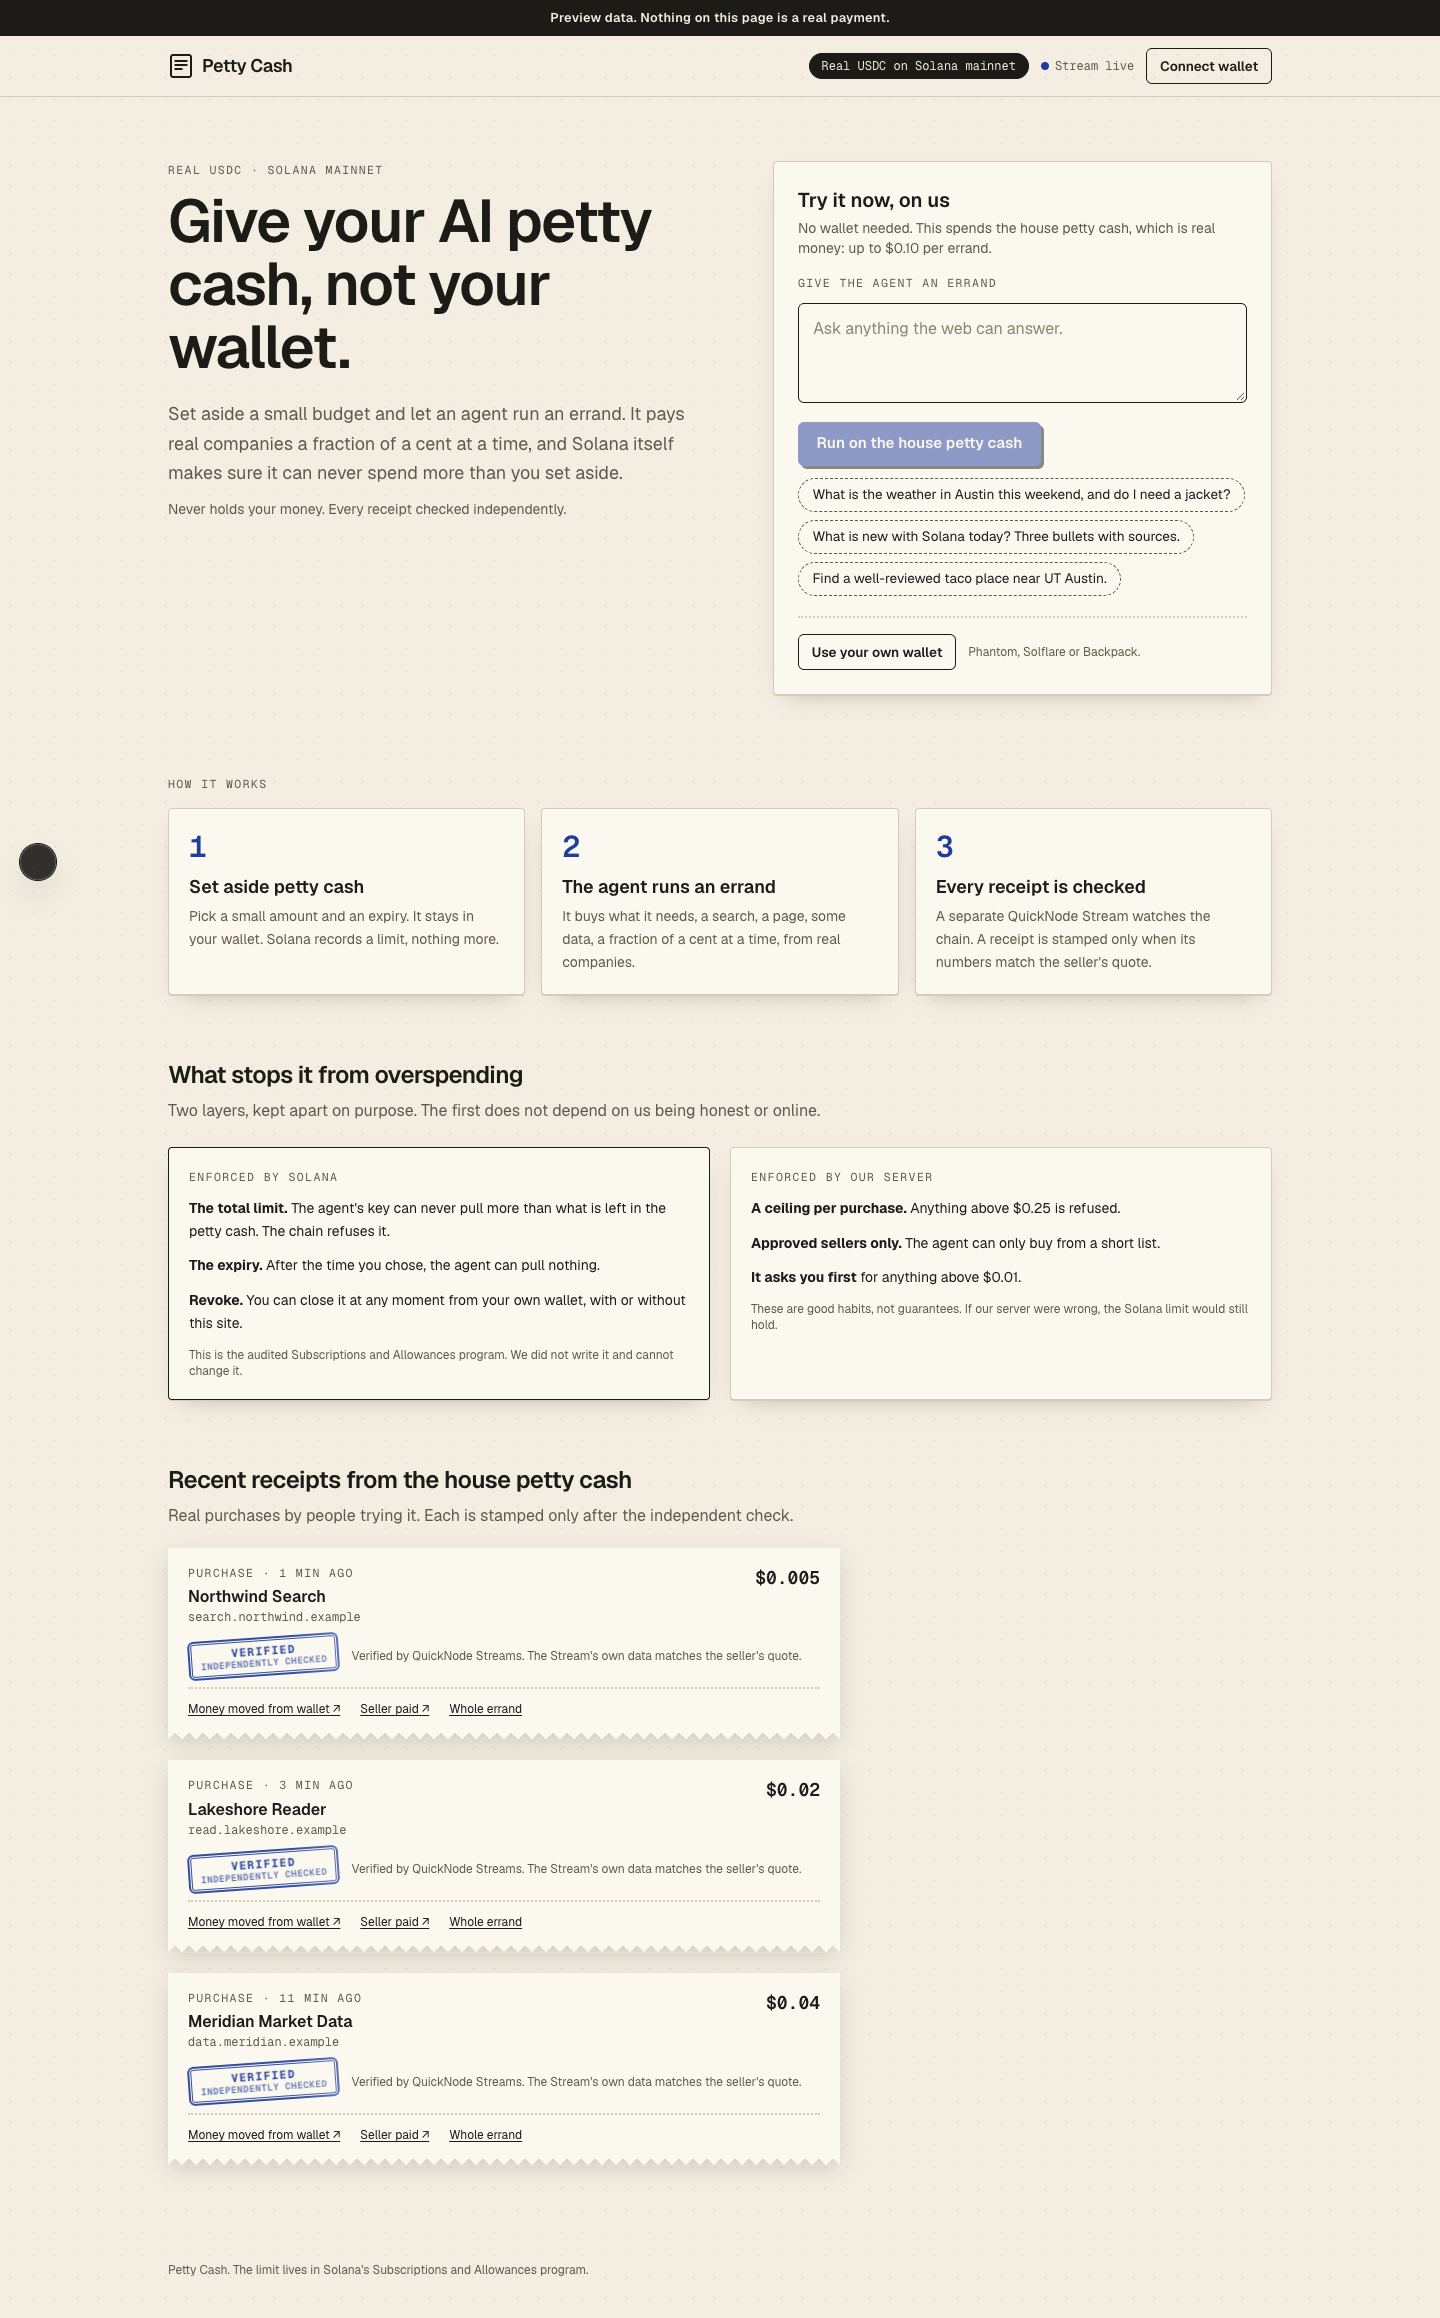 Preview data. Nothing on this page is a real payment.
Petty Cash
Real USDC on Solana mainnet
Stream live
Connect wallet
REAL USDC · SOLANA MAINNET
Give your AI petty
cash, not your
wallet.
Set aside a small budget and let an agent run an errand. It pays
real companies a fraction of a cent at a time, and Solana itself
makes sure it can never spend more than you set aside.
Never holds your money. Every receipt checked independently.
Try it now, on us
No wallet needed. This spends the house petty cash, which is real
money: up to $0.10 per errand.
GIVE THE AGENT AN ERRAND
Ask anything the web can answer.
Run on the house petty cash
What is the weather in Austin this weekend, and do I need a jacket?
What is new with Solana today? Three bullets with sources.
Find a well-reviewed taco place near UT Austin.
Use your own wallet
Phantom, Solflare or Backpack.
HOW IT WORKS
1
Set aside petty cash
Pick a small amount and an expiry. It stays in
your wallet. Solana records a limit, nothing more.
2
The agent runs an errand
It buys what it needs, a search, a page, some
data, a fraction of a cent at a time, from real
companies.
3
Every receipt is checked
A separate QuickNode Stream watches the
chain. A receipt is stamped only when its
numbers match the seller's quote.
What stops it from overspending
Two layers, kept apart on purpose. The first does not depend on us being honest or online.
ENFORCED BY SOLANA
The total limit. The agent's key can never pull more than what is left in the
petty cash. The chain refuses it.
The expiry. After the time you chose, the agent can pull nothing.
Revoke. You can close it at any moment from your own wallet, with or without
this site.
This is the audited Subscriptions and Allowances program. We did not write it and cannot
change it.
ENFORCED BY OUR SERVER
A ceiling per purchase. Anything above $0.25 is refused.
Approved sellers only. The agent can only buy from a short list.
It asks you first for anything above $0.01.
These are good habits, not guarantees. If our server were wrong, the Solana limit would still
hold.
Recent receipts from the house petty cash
Real purchases by people trying it. Each is stamped only after the independent check.
PURCHASE · 1 MIN AGO
$0.005
Northwind Search
search.northwind.example
VERIFIED
INDEPENDENTLY CHECKED
Verified by QuickNode Streams. The Stream's own data matches the seller's quote.
Money moved from wallet ↗ Seller paid ↗ Whole errand
PURCHASE · 3 MIN AGO
$0.02
Lakeshore Reader
read.lakeshore.example
VERIFIED
INDEPENDENTLY CHECKED
Verified by QuickNode Streams. The Stream's own data matches the seller's quote.
Money moved from wallet ↗ Seller paid ↗ Whole errand
PURCHASE · 11 MIN AGO
$0.04
Meridian Market Data
data.meridian.example
VERIFIED
INDEPENDENTLY CHECKED
Verified by QuickNode Streams. The Stream's own data matches the seller's quote.
Money moved from wallet ↗ Seller paid ↗ Whole errand
Petty Cash. The limit lives in Solana's Subscriptions and Allowances program.